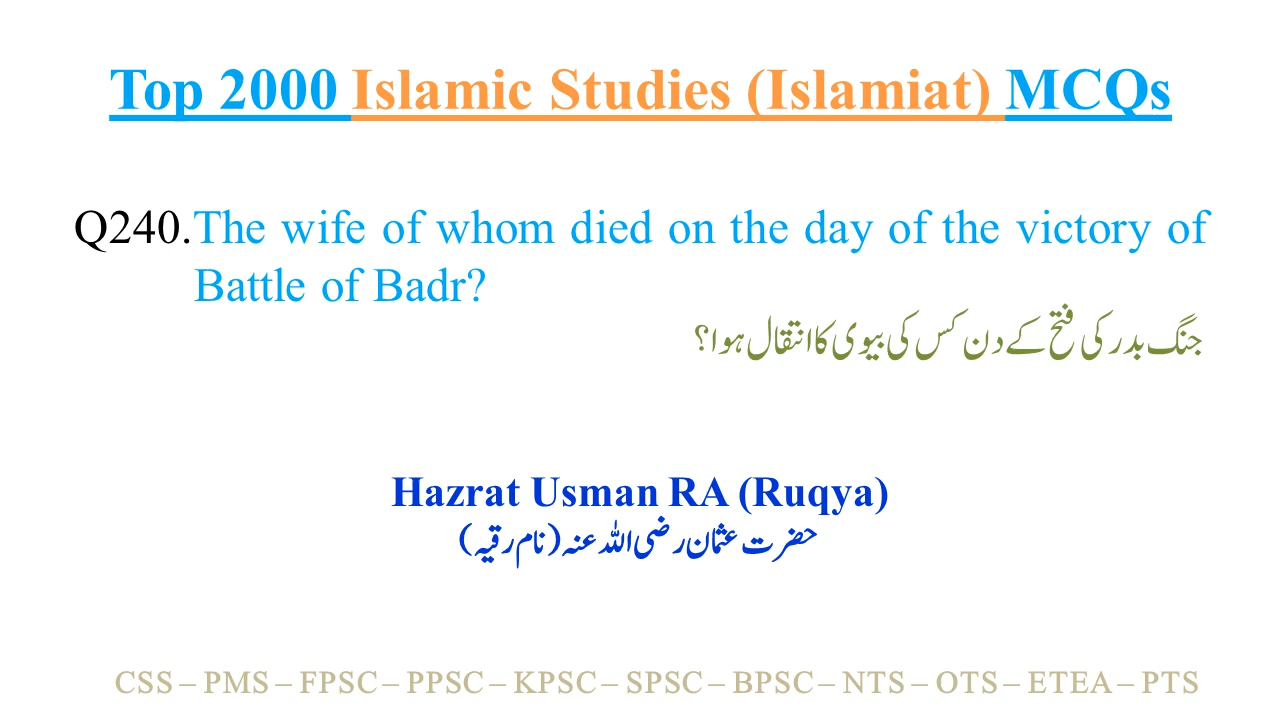 Top 2000 Islamic Studies (Islamiat) MCQs
Q240.The wife of whom died on the day of the victory of
Battle of Badr?
جنگ بدر کی فتح کے دن کس کی بیوی کا انتقال ہوا؟
Hazrat Usman RA (Ruqya)
حضرت عثمان رضی اللہ عنہ (نام رقیہ)
CSS – PMS – FPSC – PPSC – KPSC – SPSC – BPSC – NTS – OTS – ETEA – PTS